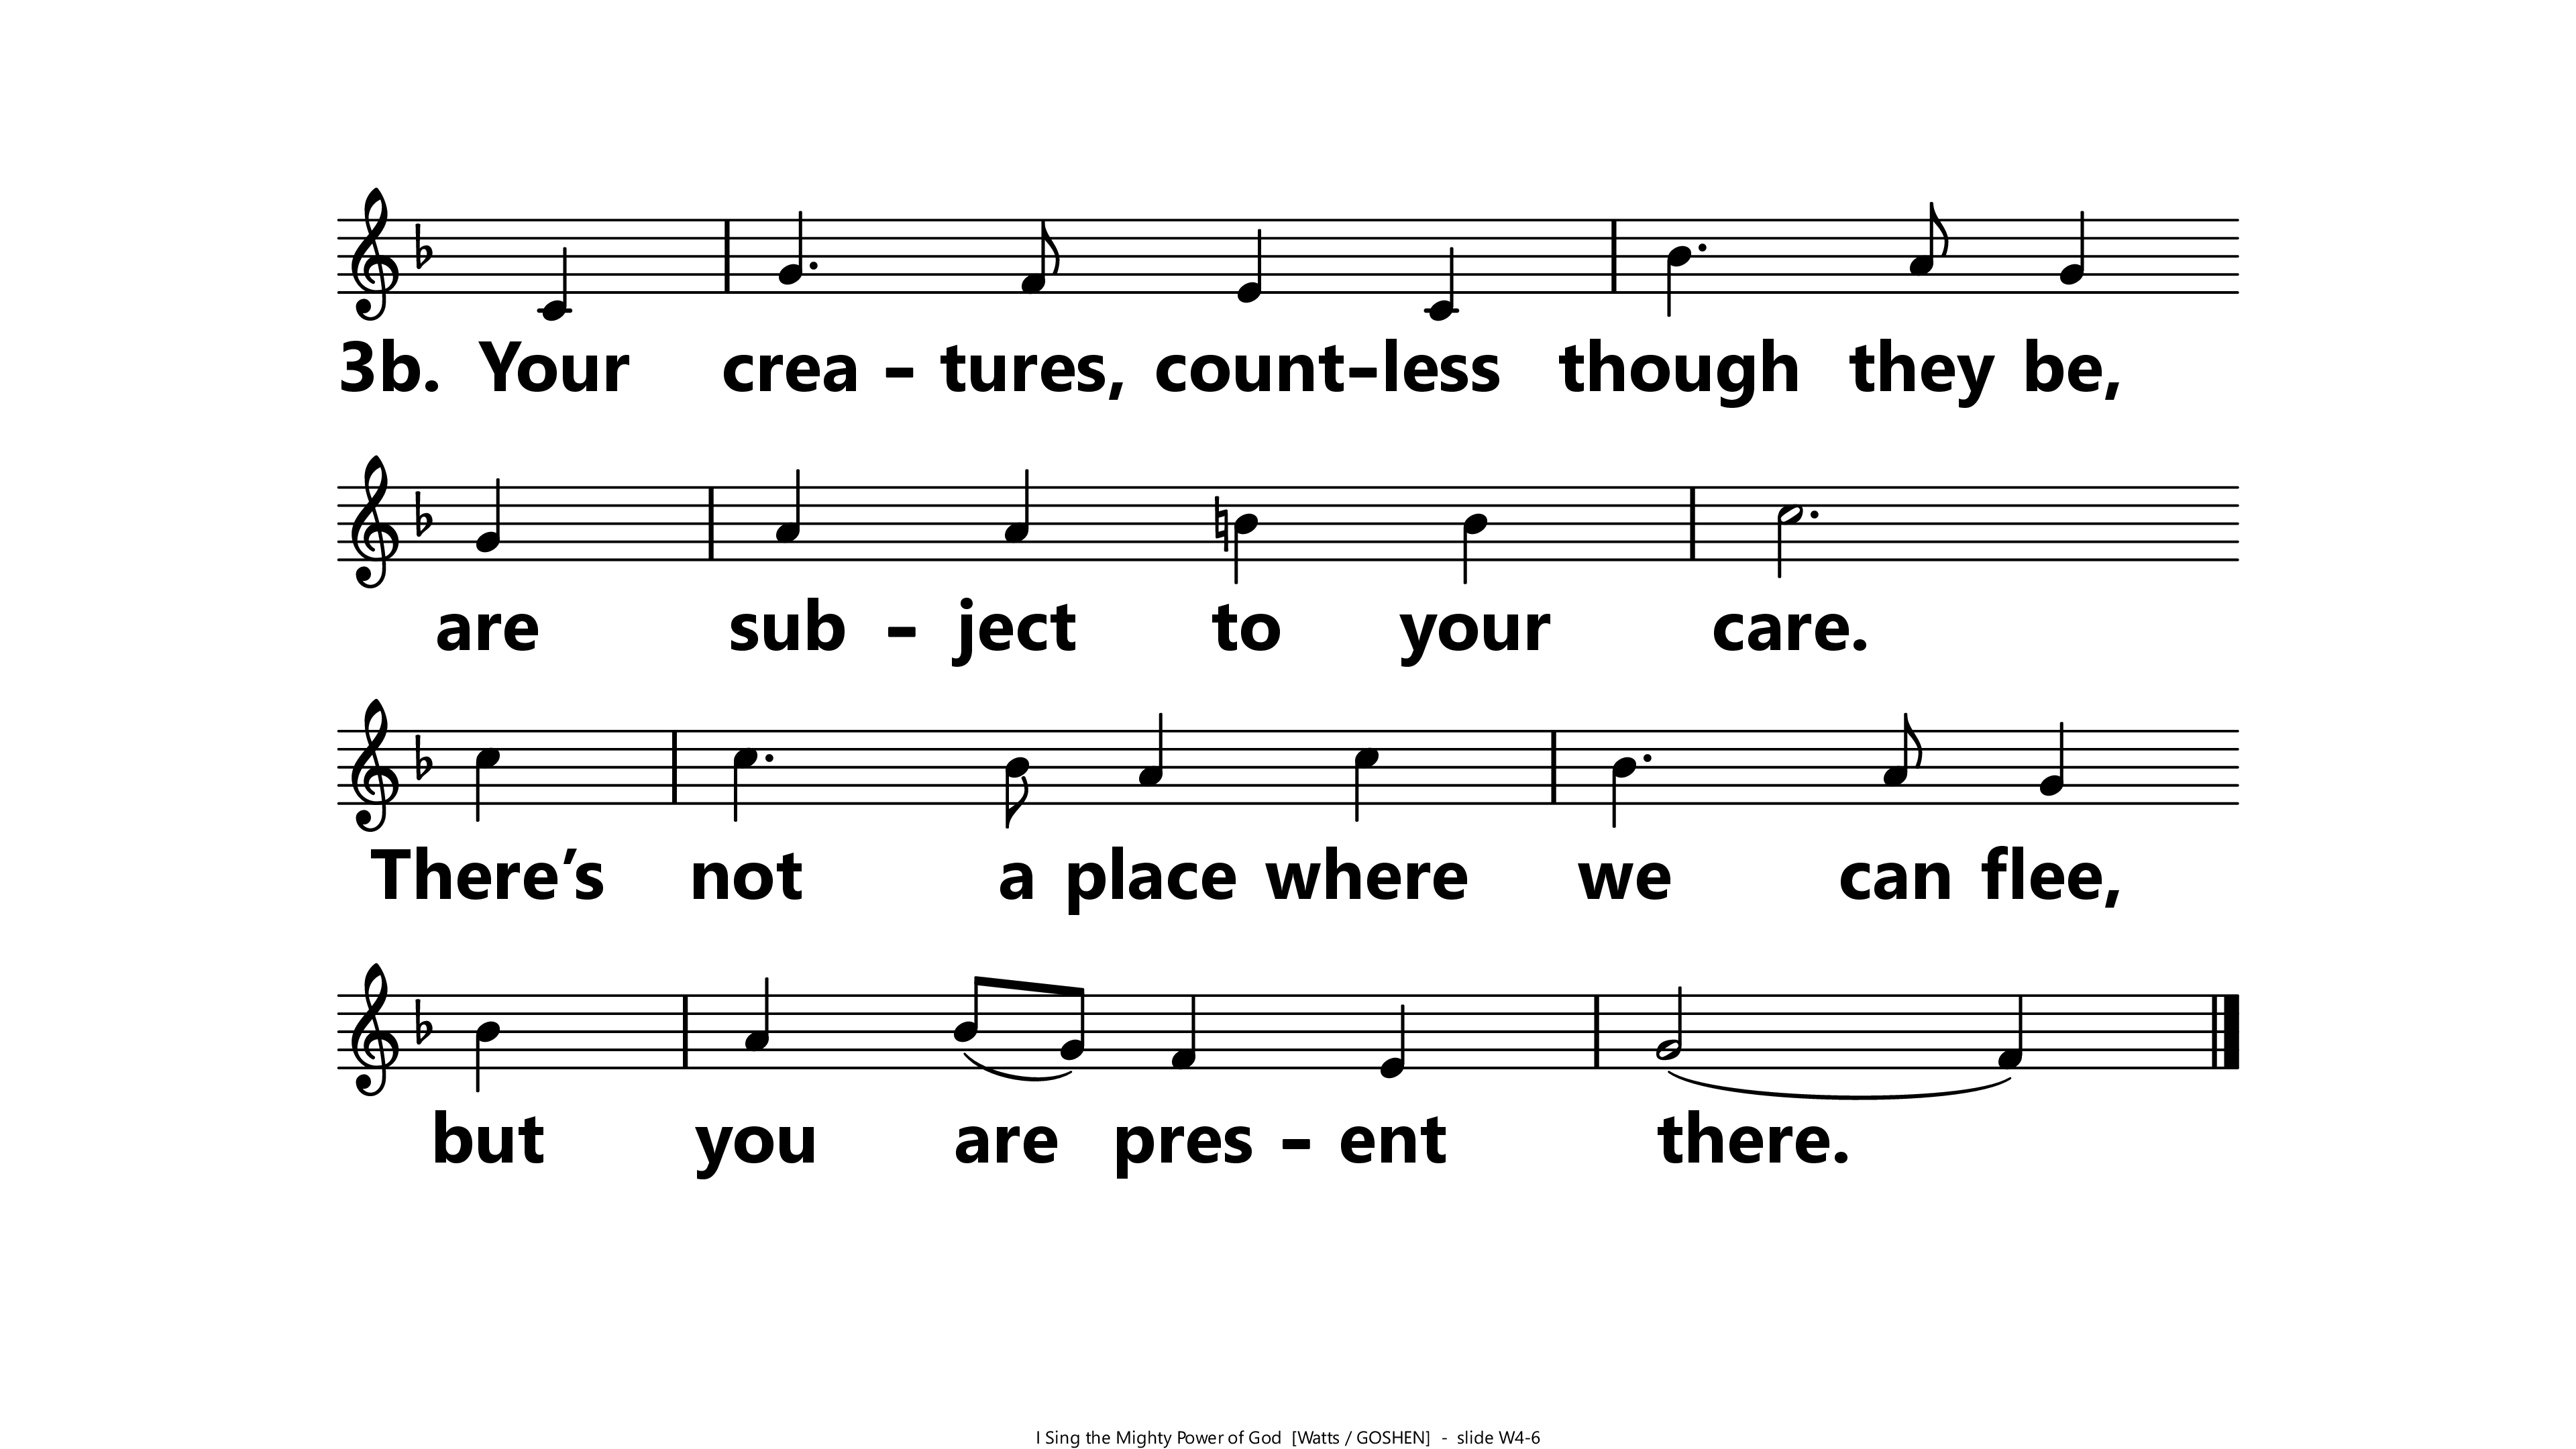 3b. Your crea - tures, count-less though they be,
are sub - ject to your care.
There’s not a place where we can flee,
but you are pres - ent there.
I Sing the Mighty Power of God [Watts / GOSHEN] - slide W4-6